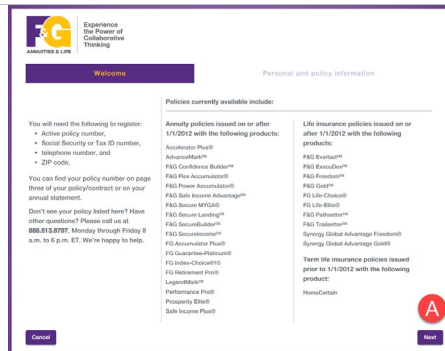 F&G
ANNUITIES & LIFE
Experience
the Power of
Collaborative
Thinking
Welcome
Personal and policy information
You will need the following to register:
• Active policy number,
• Social Security or Tax ID number,
• telephone number, and
• ZIP code.
You can find your policy number on page
three of your policy/contract or on your
annual statement.
Don't see your policy listed here? Have
other questions? Please call us at
888.513.8797, Monday through Friday 8
a.m. to 6 p.m. ET. We're happy to help.
Policies currently available include:
Annuity policies issued on or after
1/1/2012 with the following products:
Accelerator Plus®
AdvanceMark℠
F&G Confidence Builder℠
F&G Flex Accumulator®
F&G Power Accumulator®
F&G Safe Income Advantage℠
F&G Secure MYGA®
F&G Secure Landing℠
F&G SecureBuilder℠
F&G SecureIncome℠
FG Accumulator Plus®
FG Guarantee-Platinum®
FG Index-Choice®10
FG Retirement Pro®
LegendMark℠
Performance Pro®
Prosperity Elite®
Safe Income Plus®
Life insurance policies issued on or
after 1/1/2012 with the following
products:
F&G Everlast℠
F&G ExecuDex℠
F&G Freedom℠
F&G Gold℠
FG Life-Choice®
FG Life-Elite®
F&G Pathsetter℠
F&G Trailsetter℠
Synergy Global Advantage Freedom®
Synergy Global Advantage Gold®
Term life insurance policies issued
prior to 1/1/2012 with the following
product:
HomeCertain
A
Cancel
Next